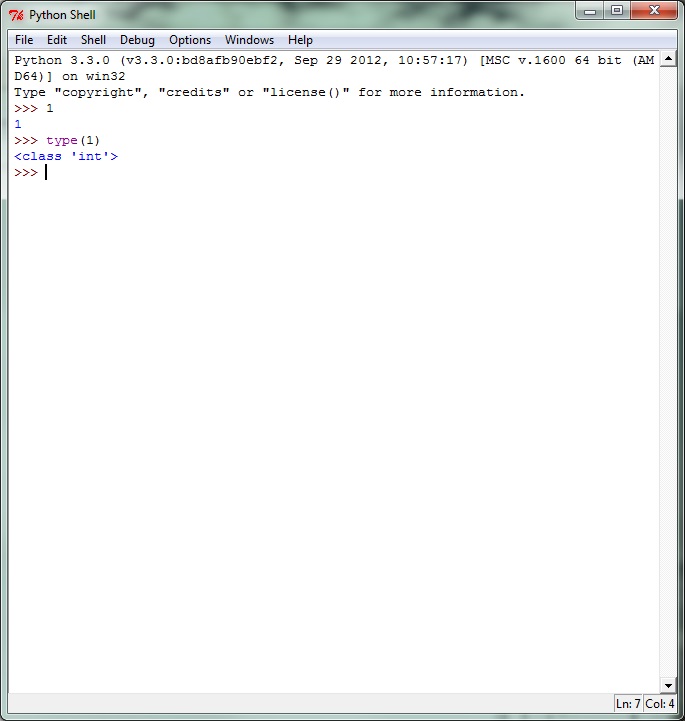 Python Shell
File Edit Shell Debug Options Windows Help
Python 3.3.0 (v3.3.0:bd8afb90ebf2, Sep 29 2012, 10:57:17) [MSC v.1600 64 bit (AM
D64)] on win32
Type "copyright", "credits" or "license()" for more information.
>>> 1
1
>>> type(1)
<class 'int'>
>>>
Ln: 7 Col: 4